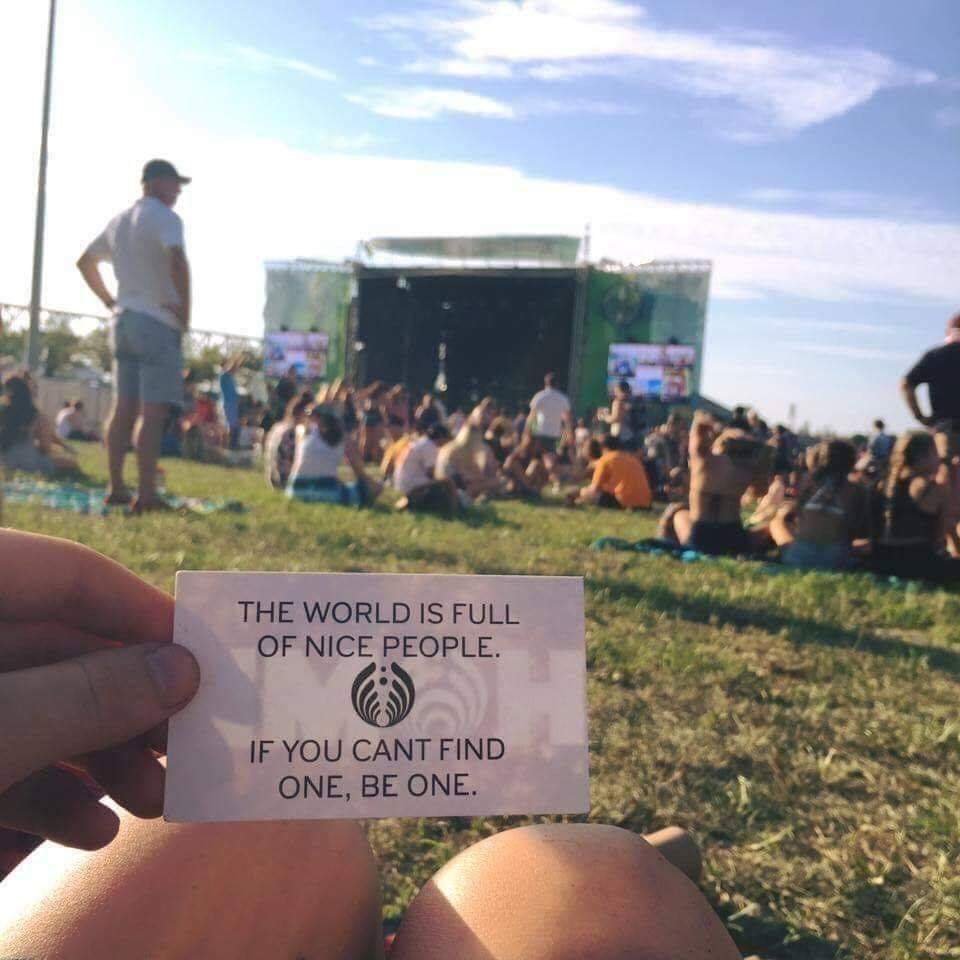 THE WORLD IS FULL
OF NICE PEOPLE.
IF YOU CANT FIND
ONE, BE ONE.